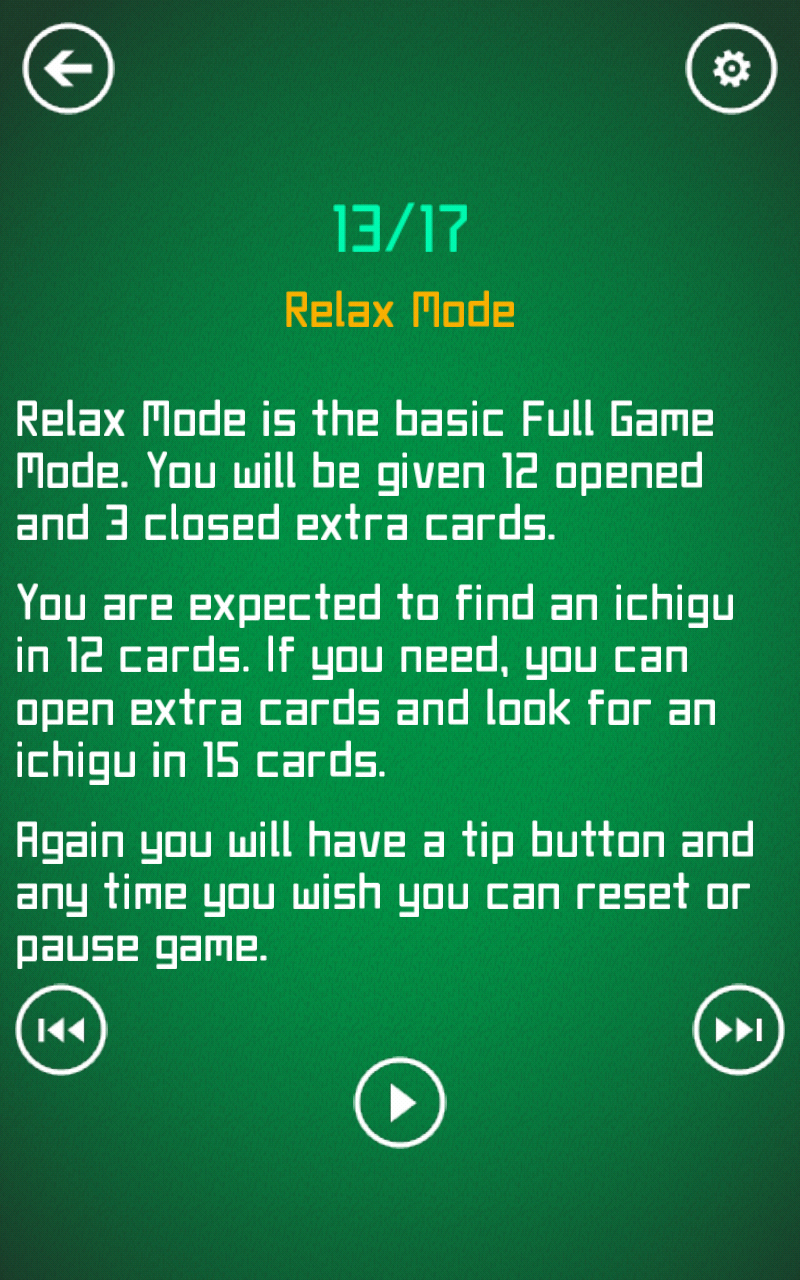 13/17
Relax Mode
Relax Mode is the basic Full Game
Mode. You will be given 12 opened
and 3 closed extra cards.
You are expected to find an ichigu
in 12 cards. If you need, you can
open extra cards and look for an
ichigu in 15 cards.
Again you will have a tip button and
any time you wish you can reset or
pause game.